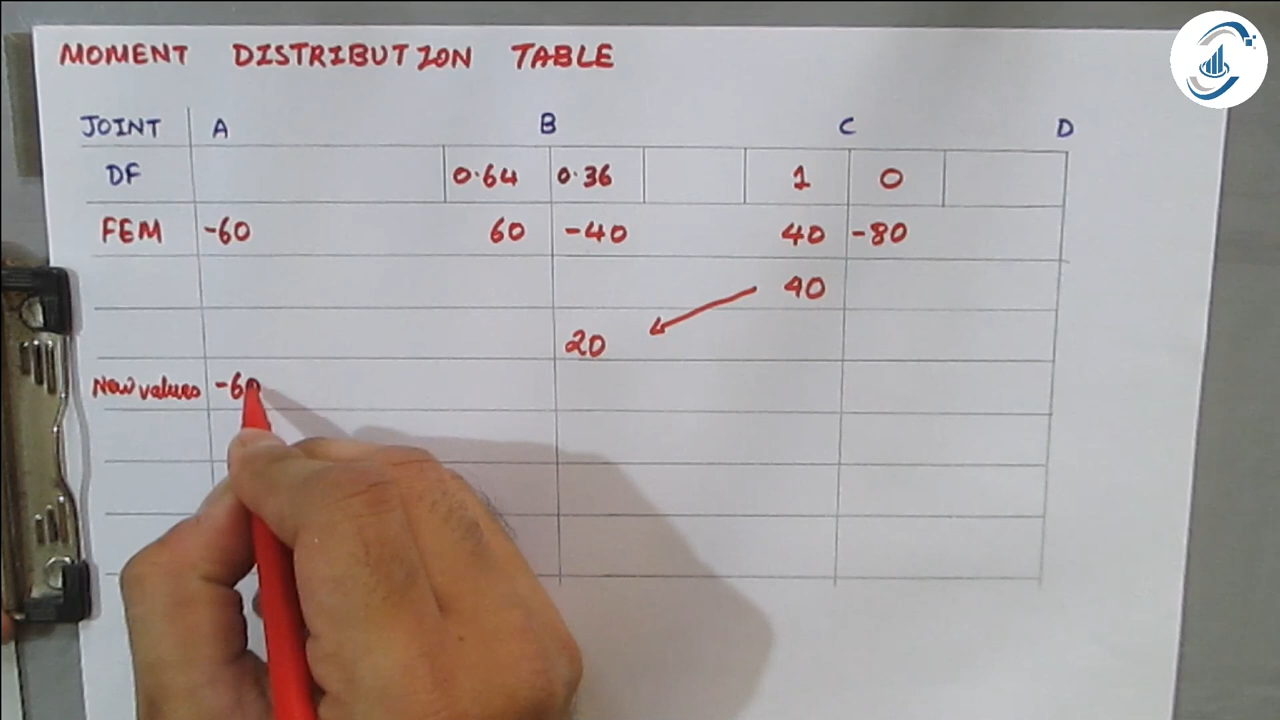 MOMENT DISTRIBUTION TABLE
JOINT A B C D
DF 0.64 0.36 1 0
FEM -60 60 -40 40 -80
40
20
New values -60